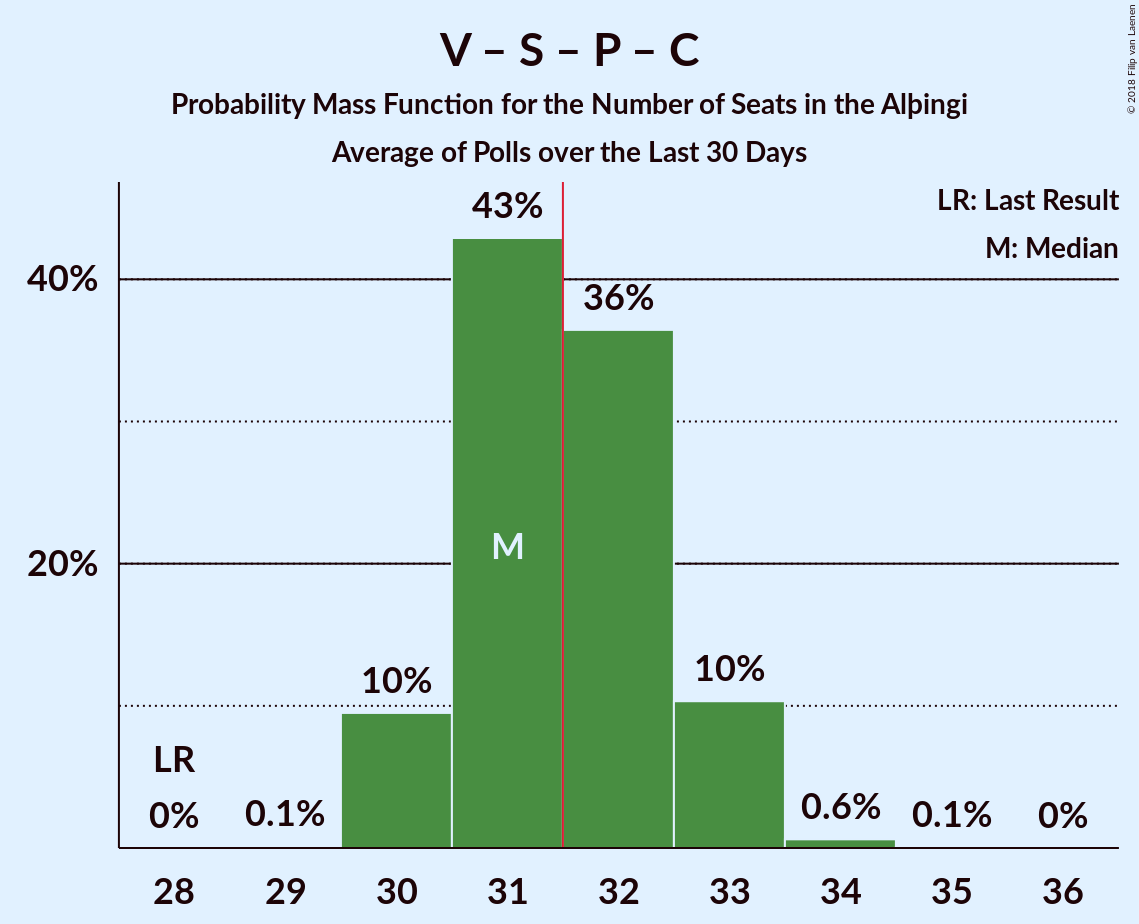 V – S – P – C
Probability Mass Function for the Number of Seats in the Alþingi
Average of Polls over the Last 30 Days
© 2018 Filip van Laenen
LR: Last Result
M: Median
43%
40%
36%
M
20%
10%
10%
LR
0%
0.1%
0.6%
0.1%
0%
28 29 30 31 32 33 34 35 36